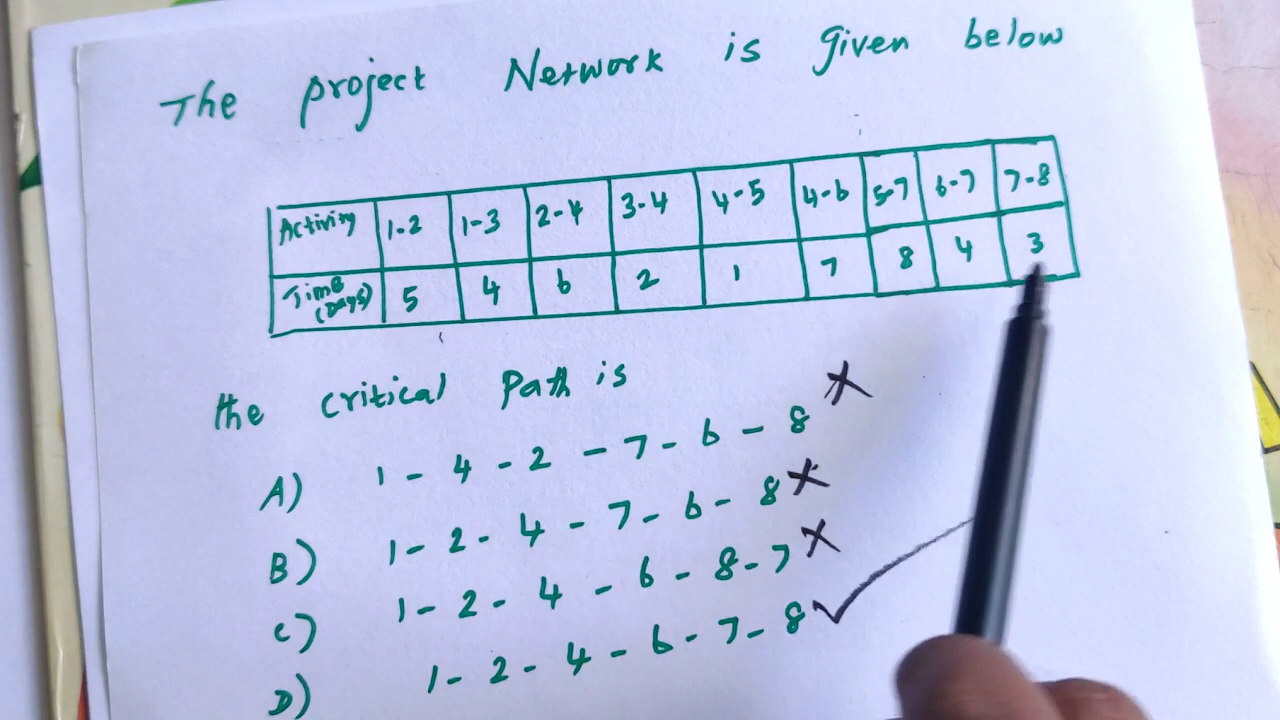 The project Network is given below
Activity 1-2 1-3 2-4 3-4 4-5 4-6 5-7 6-7 7-8
Time (Days) 5 4 6 2 1 7 8 4 3
the critical Path is
A) 1 - 4 - 2 - 7 - 6 - 8 ×
B) 1 - 2 - 4 - 7 - 6 - 8 ×
C) 1 - 2 - 4 - 6 - 8 - 7 ×
D) 1 - 2 - 4 - 6 - 7 - 8 ✓